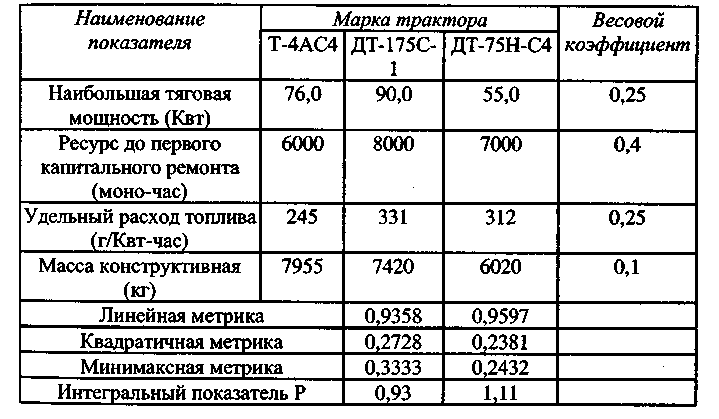 Наименование показателя Марка трактора Весовой коэффициент
Т-4АС4 ДТ-175С-1 ДТ-75Н-С4
Наибольшая тяговая мощность (Квт) 76,0 90,0 55,0 0,25
Ресурс до первого капитального ремонта (моно-час) 6000 8000 7000 0,4
Удельный расход топлива (г/Квт-час) 245 331 312 0,25
Масса конструктивная (кг) 7955 7420 6020 0,1
Линейная метрика 0,9358 0,9597
Квадратичная метрика 0,2728 0,2381
Минимаксная метрика 0,3333 0,2432
Интегральный показатель Р 0,93 1,11